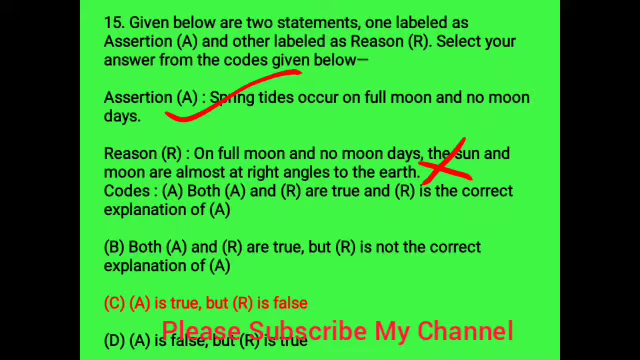 15. Given below are two statements, one labeled as
Assertion (A) and other labeled as Reason (R). Select your
answer from the codes given below—
Assertion (A) : Spring tides occur on full moon and no moon
days.
Reason (R) : On full moon and no moon days, the sun and
moon are almost at right angles to the earth.
Codes : (A) Both (A) and (R) are true and (R) is the correct
explanation of (A)
(B) Both (A) and (R) are true, but (R) is not the correct
explanation of (A)
(C) (A) is true, but (R) is false
Please Subscribe My Channel
(D) (A) is false, but (R) is true